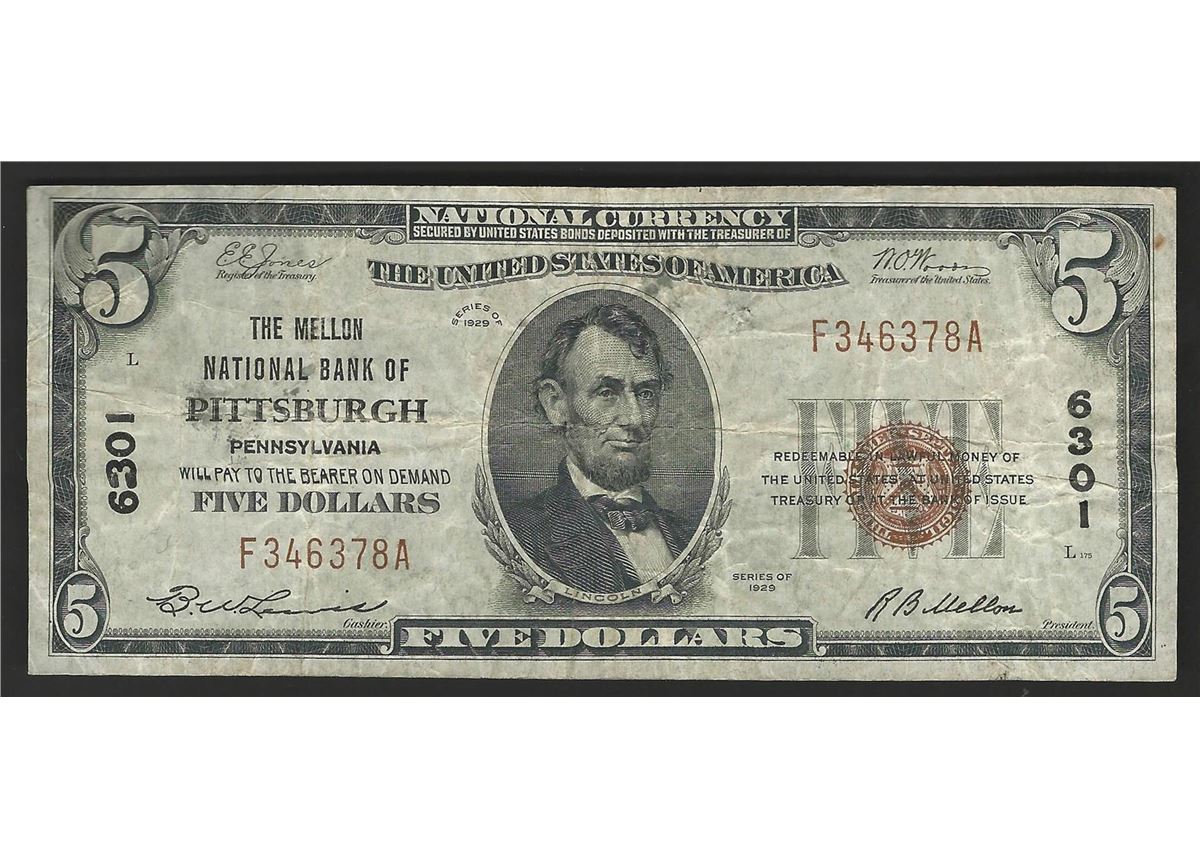 NATIONAL CURRENCY
SECURED BY UNITED STATES BONDS DEPOSITED WITH THE TREASURER OF
THE UNITED STATES OF AMERICA
5
5
E E Jones
Register of the Treasury.
W. O. Woods
Treasurer of the United States.
SERIES OF
1929
THE MELLON
NATIONAL BANK OF
PITTSBURGH
PENNSYLVANIA
WILL PAY TO THE BEARER ON DEMAND
FIVE DOLLARS
L
6301
F346378A
F346378A
6301
FIVE
REDEEMABLE IN LAWFUL MONEY OF
THE UNITED STATES AT UNITED STATES
TREASURY OR AT THE BANK OF ISSUE
L 175
SERIES OF
1929
LINCOLN
B. W. Lewis
Cashier.
R B Mellon
President.
5
FIVE DOLLARS
5